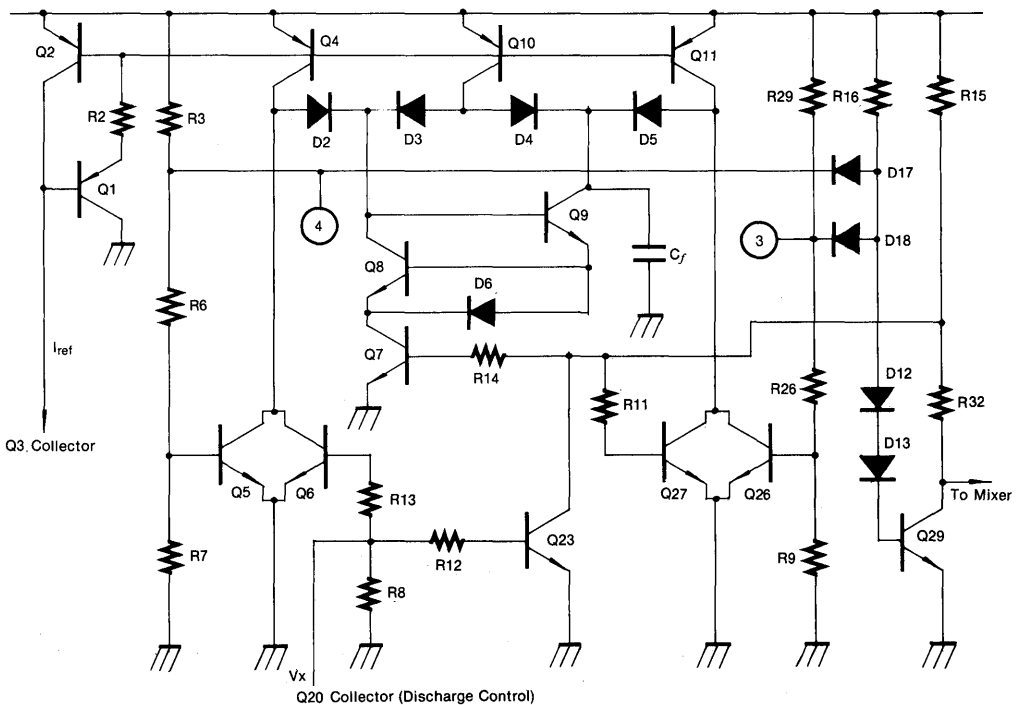 Q2
Q4
Q10
Q11
R2
R3
R29
R16
R15
D2
D3
D4
D5
Q1
D17
4
Q9
3
D18
Q8
Cf
D6
R6
Iref
Q7
R14
R11
R26
D12
R32
Q3 Collector
D13
Q5
Q6
R13
Q27
Q26
To Mixer
Q23
Q29
R7
R12
R9
R8
Vx
Q20 Collector (Discharge Control)